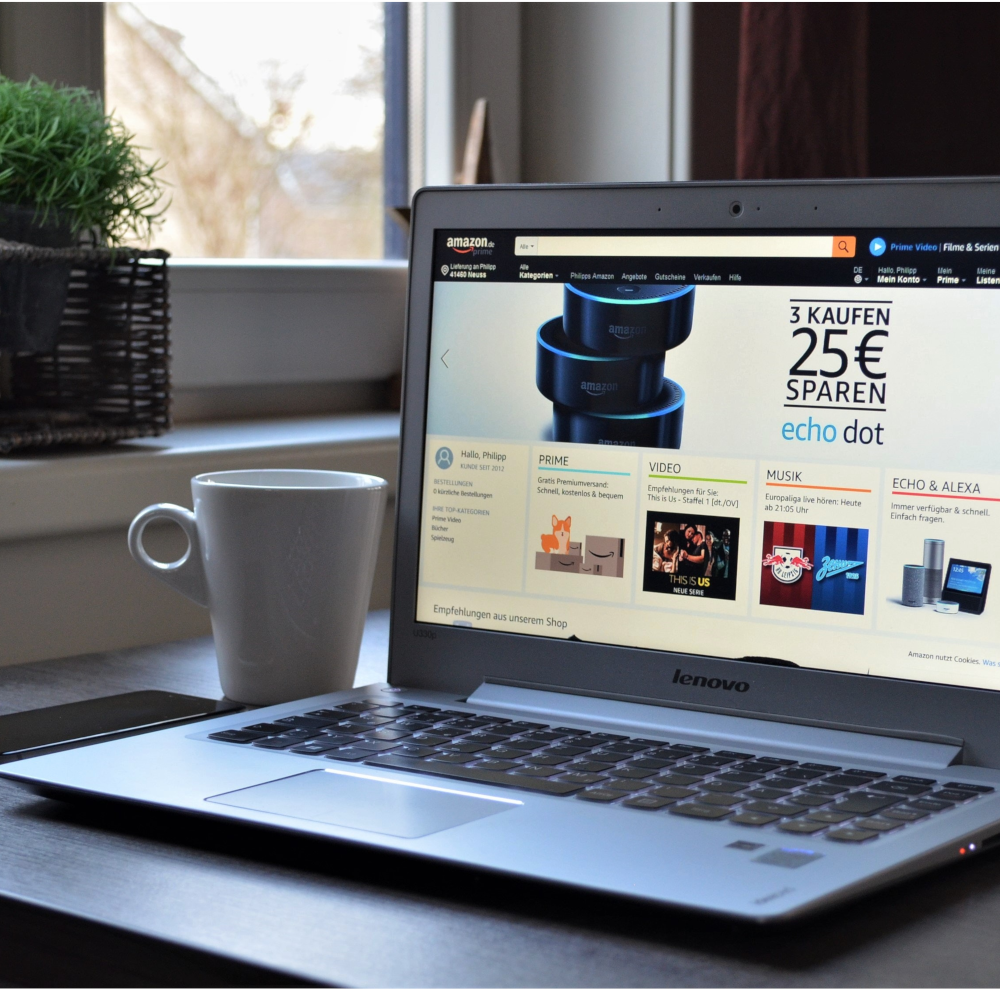 amazon.de
prime
Alle
Prime Video | Filme & Serien
Lieferung an Philipp
41460 Neuss
Alle
Kategorien
Philipps Amazon
Angebote
Gutscheine
Verkaufen
Hilfe
DE
Hallo, Philipp
Mein Konto
Mein
Prime
Meine
Listen
amazon
amazon
amazon
3 KAUFEN
25€
SPAREN
echo dot
Hallo, Philipp
KUNDE SEIT 2012
BESTELLUNGEN
0 kürzliche Bestellungen
IHRE TOP-KATEGORIEN
Prime Video
Bücher
Spielzeug
PRIME
Gratis Premiumversand:
Schnell, kostenlos & bequem
VIDEO
Empfehlungen für Sie:
This is Us - Staffel 1 [dt./OV]
THIS IS US
NEUE SERIE
MUSIK
Europaliga live hören: Heute
ab 21:05 Uhr
ECHO & ALEXA
Immer verfügbar & schnell.
Einfach fragen.
Empfehlungen aus unserem Shop
Amazon nutzt Cookies. Was
lenovo